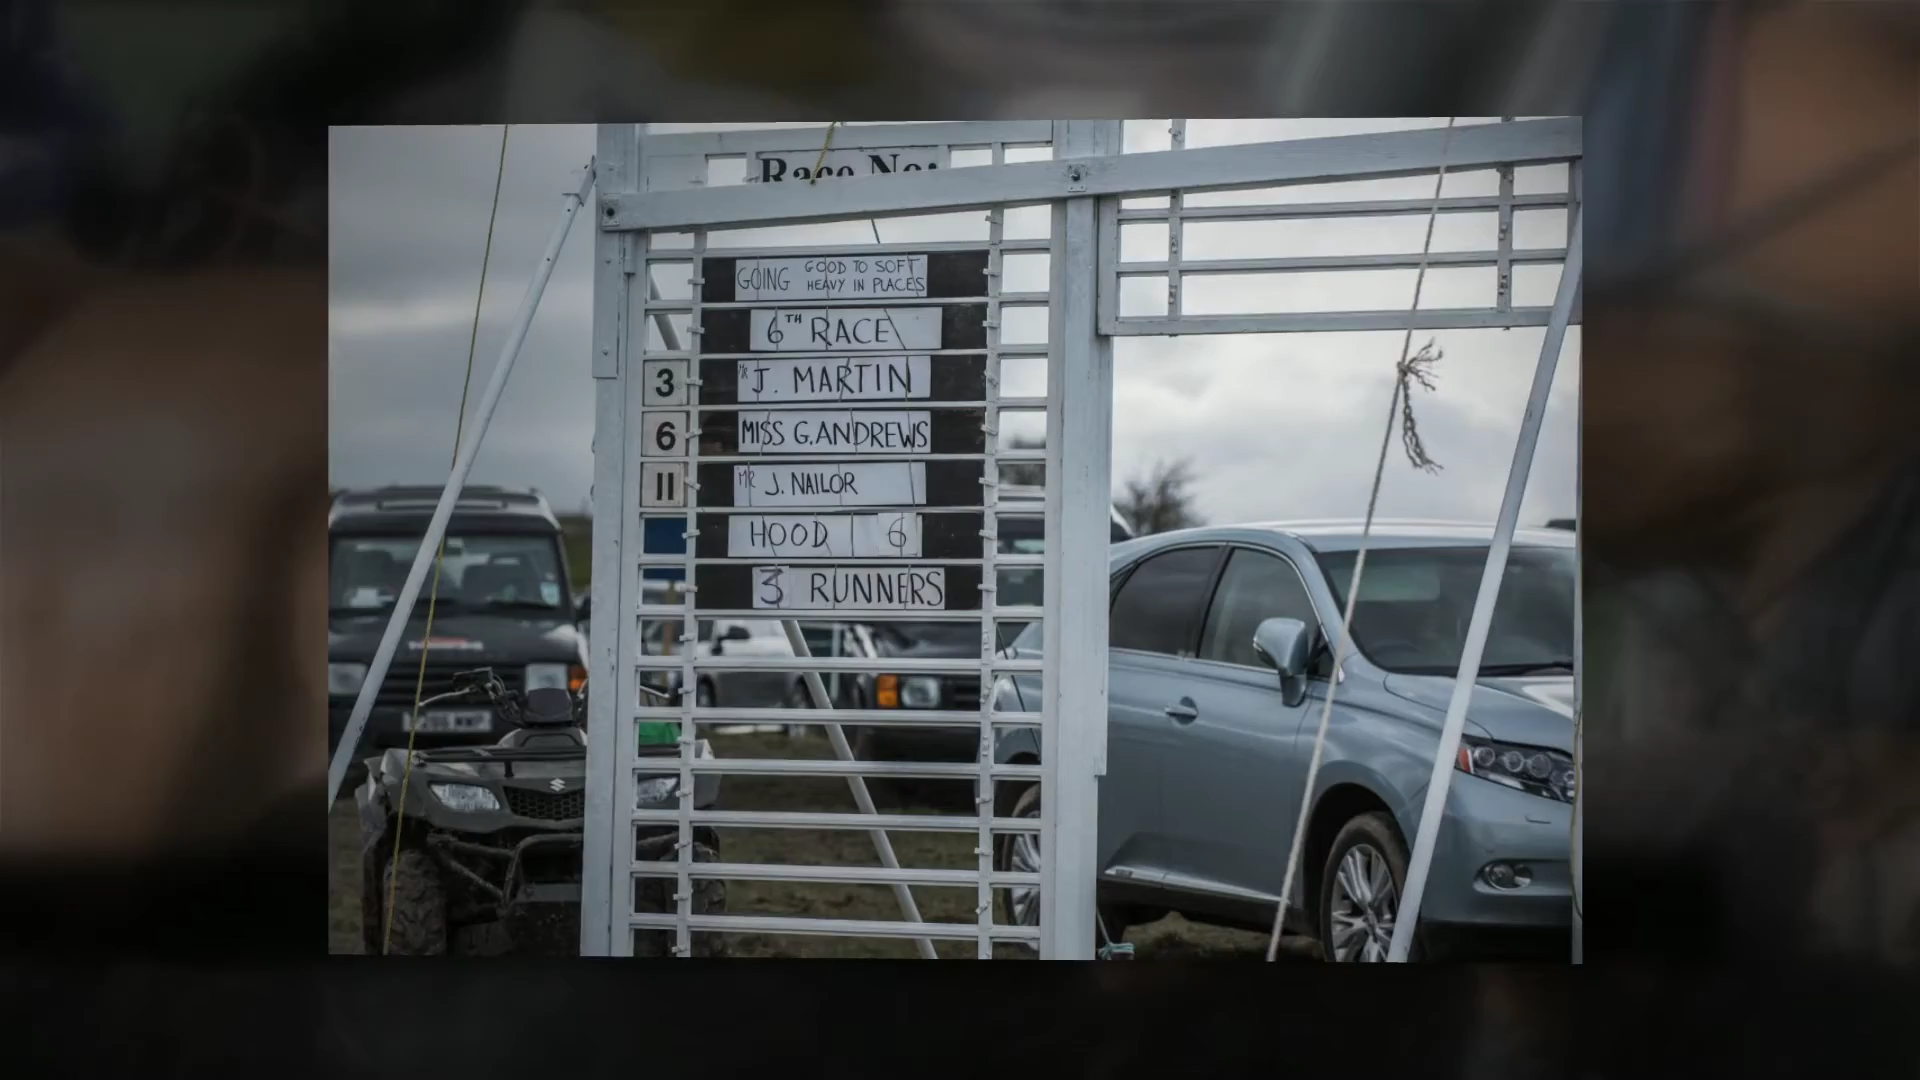 Race No:
GOING GOOD TO SOFT
HEAVY IN PLACES
6TH RACE
3 MR J. MARTIN
6 MISS G. ANDREWS
11 MR J. NAILOR
HOOD 6
3 RUNNERS